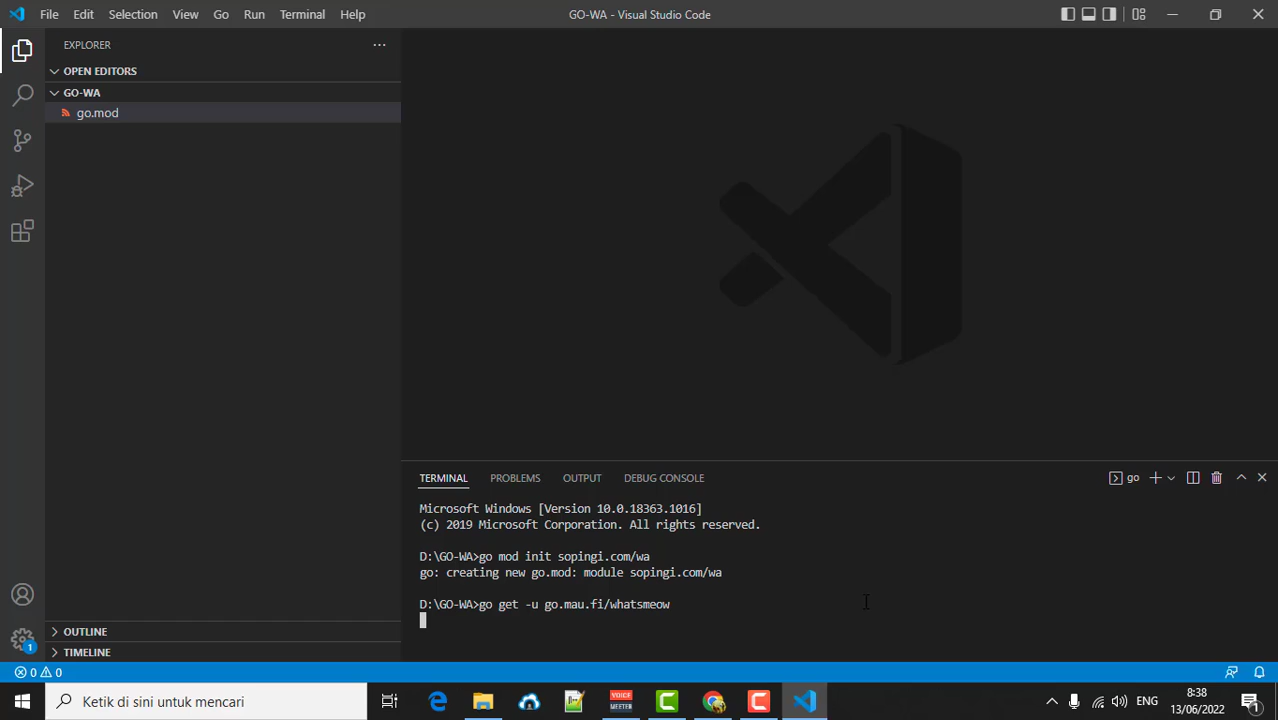 File Edit Selection View Go Run Terminal Help
GO-WA - Visual Studio Code
EXPLORER
OPEN EDITORS
GO-WA
go.mod
OUTLINE
TIMELINE
TERMINAL PROBLEMS OUTPUT DEBUG CONSOLE
go
Microsoft Windows [Version 10.0.18363.1016]
(c) 2019 Microsoft Corporation. All rights reserved.
D:\GO-WA>go mod init sopingi.com/wa
go: creating new go.mod: module sopingi.com/wa
D:\GO-WA>go get -u go.mau.fi/whatsmeow
1
0 0
Ketik di sini untuk mencari
VOICE
MEETER
ENG
8:38
13/06/2022
1